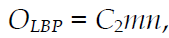 O_{LBP} = C_2mn,